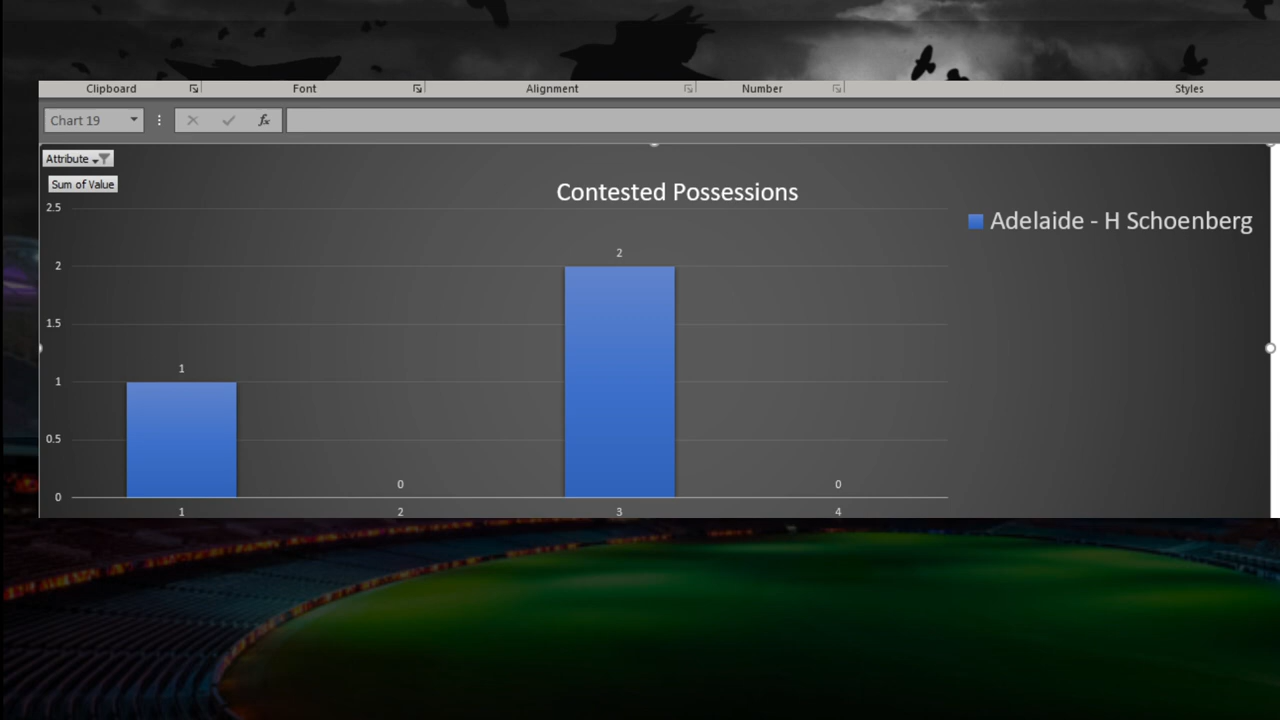 Clipboard Font Alignment Number Styles
Chart 19 fx
Attribute
Sum of Value
Contested Possessions
Adelaide - H Schoenberg
2.5
2
1.5
1
0.5
0
1
0
2
0
1 2 3 4